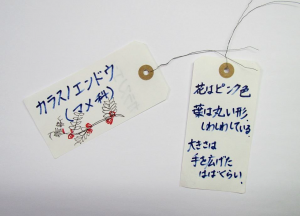 カラスノエンドウ
(マメ科)
花はピンク色
葉は丸い形.
しわしわしている
大きさは
手を広げた
はばぐらい.